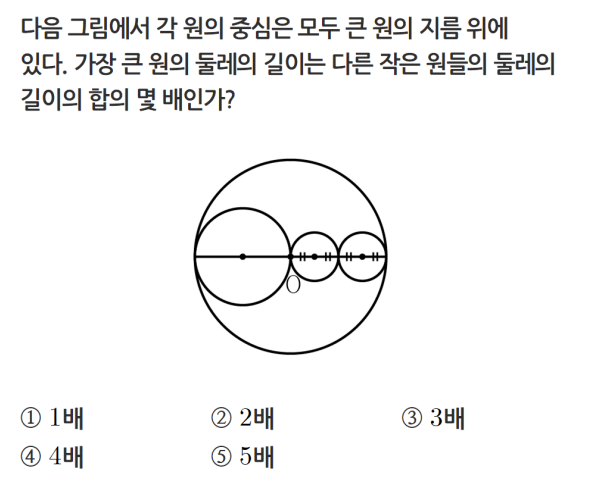 다음 그림에서 각 원의 중심은 모두 큰 원의 지름 위에
있다. 가장 큰 원의 둘레의 길이는 다른 작은 원들의 둘레의
길이의 합의 몇 배인가?
O
① 1배 ② 2배 ③ 3배
④ 4배 ⑤ 5배